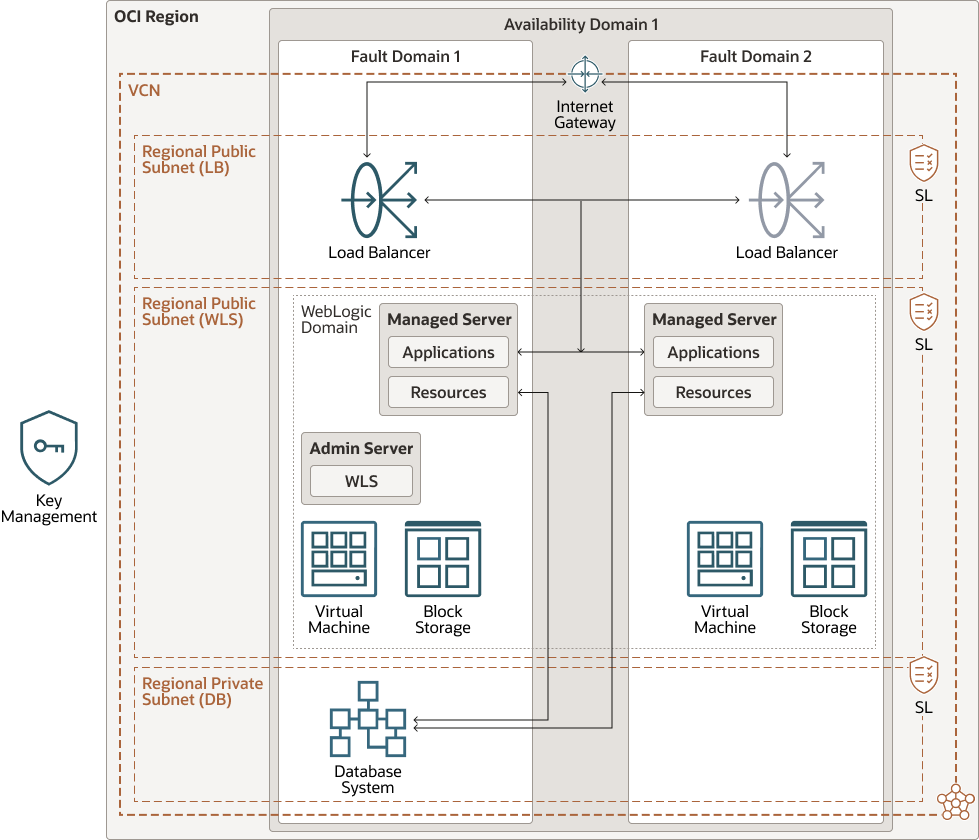 OCI Region
Availability Domain 1
Fault Domain 1
Fault Domain 2
VCN
Internet
Gateway
Regional Public
Subnet (LB)
SL
Load Balancer
Load Balancer
Regional Public
Subnet (WLS)
WebLogic
Domain
Managed Server
Applications
Resources
Managed Server
Applications
Resources
SL
Admin Server
WLS
Key
Management
Virtual
Machine
Block
Storage
Virtual
Machine
Block
Storage
Regional Private
Subnet (DB)
SL
Database
System